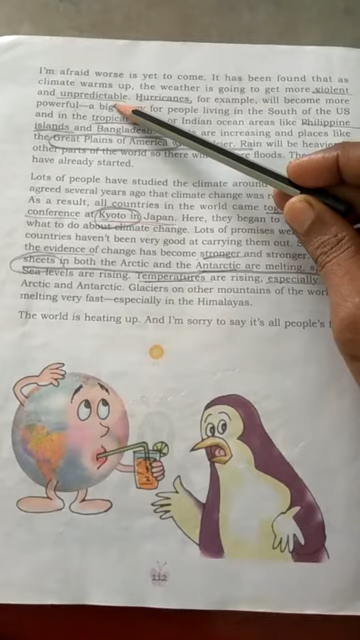 I'm afraid worse is yet to come. It has been found that as
climate warms up, the weather is going to get more violent
and unpredictable. Hurricanes, for example, will become more
powerful—a big for people living in the South of the US
and in the tropical or Indian ocean areas like Philippine
islands and Bangladesh. are increasing and places like
the Great Plains of America Rain will be heavier
other parts of the world so there floods.
have already started.
Lots of people have studied the climate around
agreed several years ago that climate change was
As a result, all countries in the world came
conference at Kyoto in Japan. Here, they began to
what to do about climate change. Lots of promises
countries haven't been very good at carrying them out.
the evidence of change has become stronger and stronger.
sheets in both the Arctic and the Antarctic are melting,
Sea levels are rising. Temperatures are rising, especially
Arctic and Antarctic. Glaciers on other mountains of the
melting very fast—especially in the Himalayas.
The world is heating up. And I'm sorry to say it's all people's
112